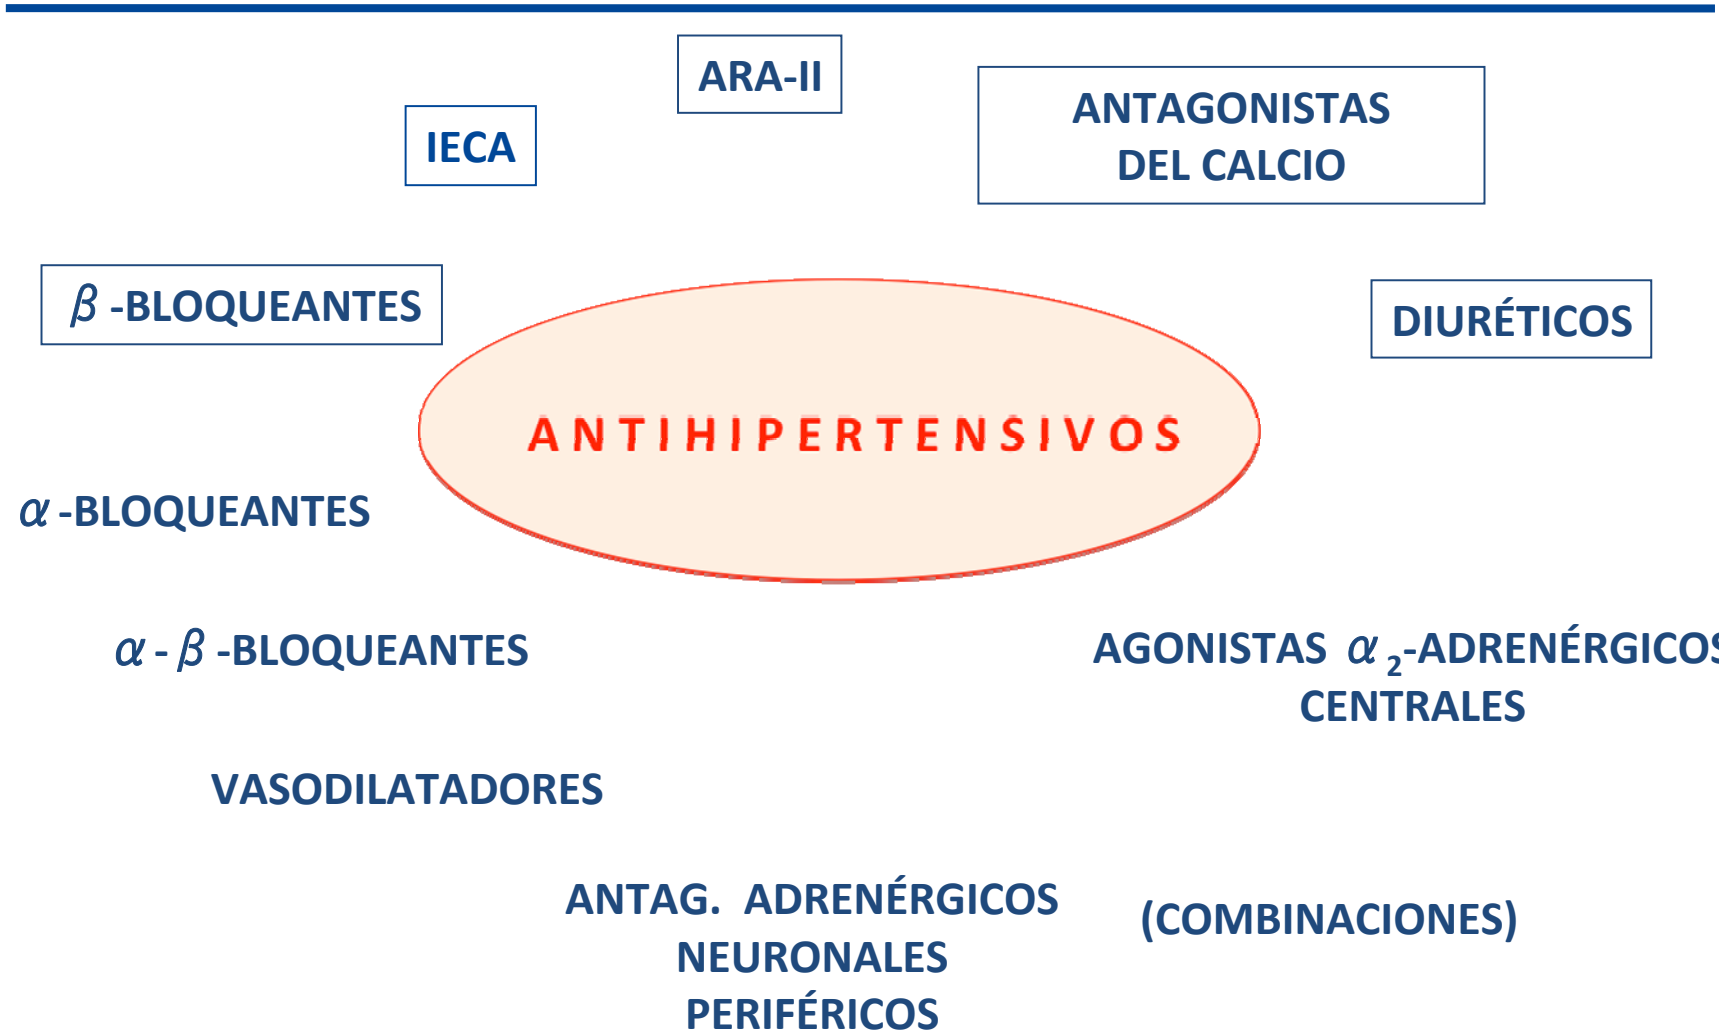 ARA-II
IECA
ANTAGONISTAS
DEL CALCIO
β -BLOQUEANTES
DIURÉTICOS
ANTIHIPERTENSIVOS
α -BLOQUEANTES
α - β -BLOQUEANTES
AGONISTAS α 2-ADRENÉRGICOS
CENTRALES
VASODILATADORES
ANTAG. ADRENÉRGICOS
NEURONALES
PERIFÉRICOS
(COMBINACIONES)